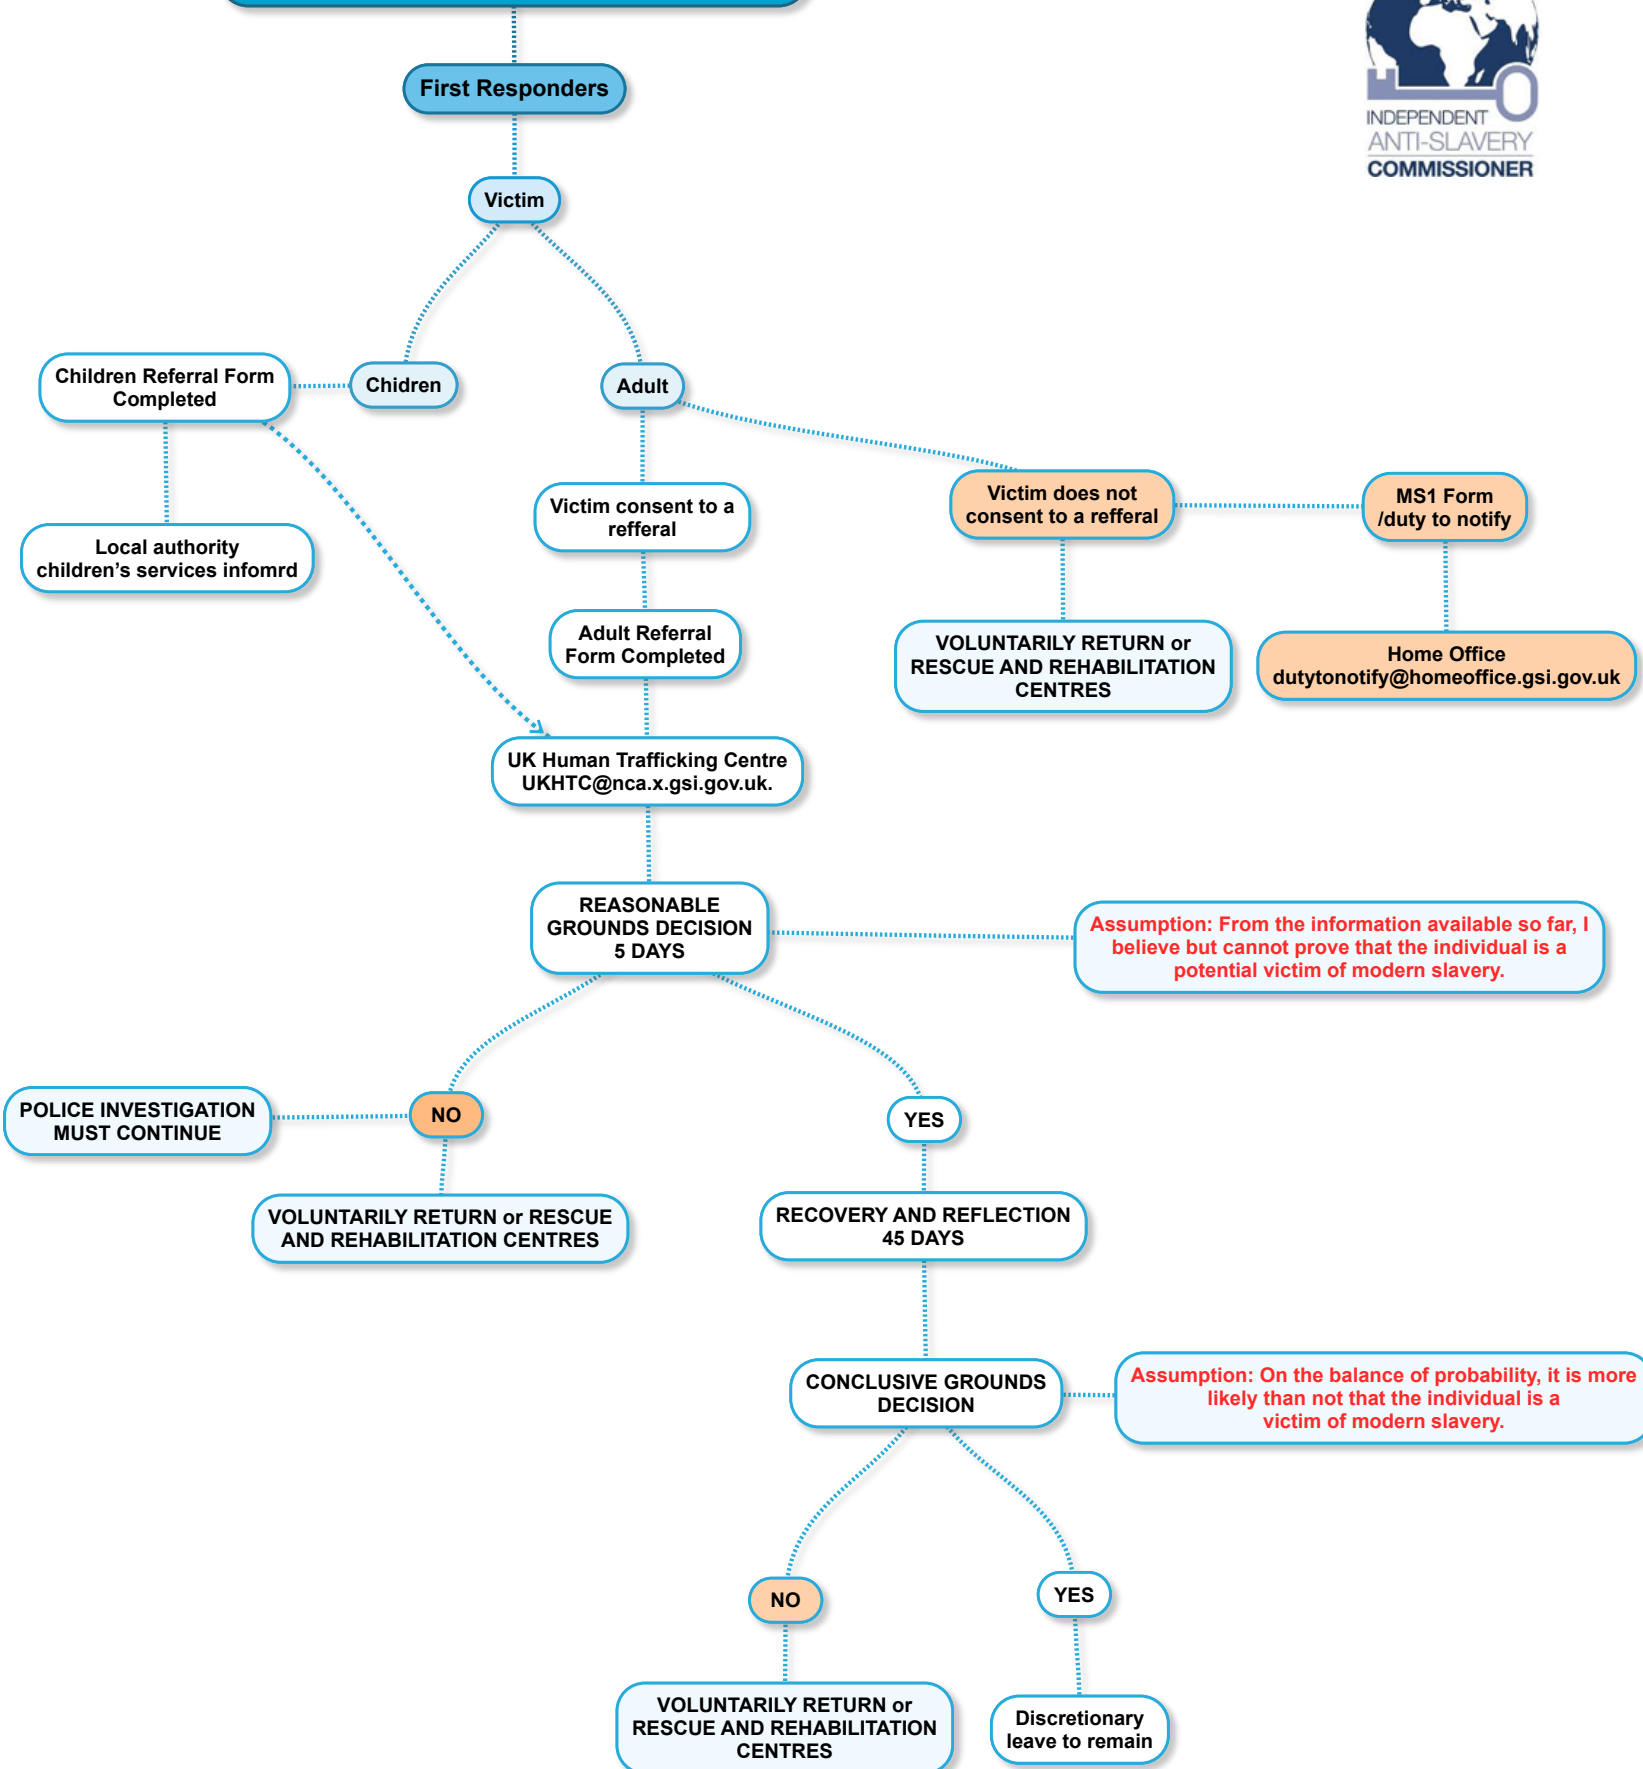 INDEPENDENT
ANTI-SLAVERY
COMMISSIONER
First Responders
Victim
Children Referral Form
Completed
Chidren
Adult
Local authority
children's services infomrd
Victim consent to a
refferal
Victim does not
consent to a refferal
MS1 Form
/duty to notify
Adult Referral
Form Completed
VOLUNTARILY RETURN or
RESCUE AND REHABILITATION
CENTRES
Home Office
dutytonotify@homeoffice.gsi.gov.uk
UK Human Trafficking Centre
UKHTC@nca.x.gsi.gov.uk.
REASONABLE
GROUNDS DECISION
5 DAYS
Assumption: From the information available so far, I
believe but cannot prove that the individual is a
potential victim of modern slavery.
POLICE INVESTIGATION
MUST CONTINUE
NO
YES
VOLUNTARILY RETURN or RESCUE
AND REHABILITATION CENTRES
RECOVERY AND REFLECTION
45 DAYS
CONCLUSIVE GROUNDS
DECISION
Assumption: On the balance of probability, it is more
likely than not that the individual is a
victim of modern slavery.
NO
YES
VOLUNTARILY RETURN or
RESCUE AND REHABILITATION
CENTRES
Discretionary
leave to remain